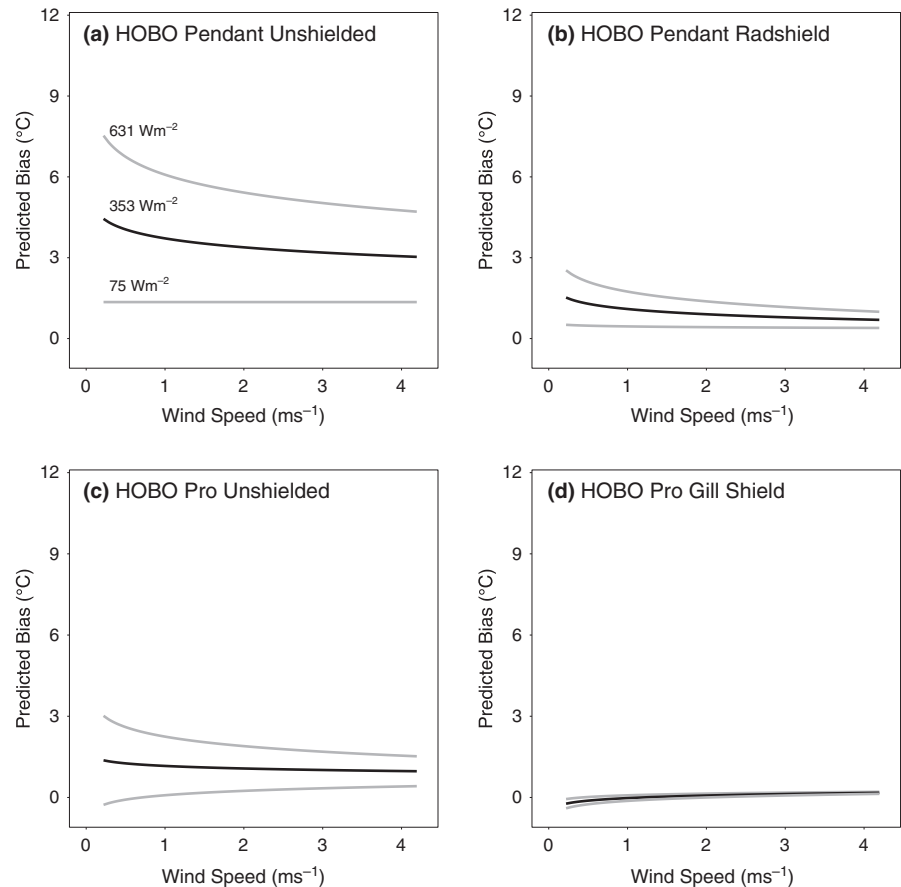 (a) HOBO Pendant Unshielded
12
9
6
3
0
Predicted Bias (°C)
631 Wm⁻²
353 Wm⁻²
75 Wm⁻²
0 1 2 3 4
Wind Speed (ms⁻¹)
(b) HOBO Pendant Radshield
12
9
6
3
0
Predicted Bias (°C)
0 1 2 3 4
Wind Speed (ms⁻¹)
(c) HOBO Pro Unshielded
12
9
6
3
0
Predicted Bias (°C)
0 1 2 3 4
Wind Speed (ms⁻¹)
(d) HOBO Pro Gill Shield
12
9
6
3
0
Predicted Bias (°C)
0 1 2 3 4
Wind Speed (ms⁻¹)